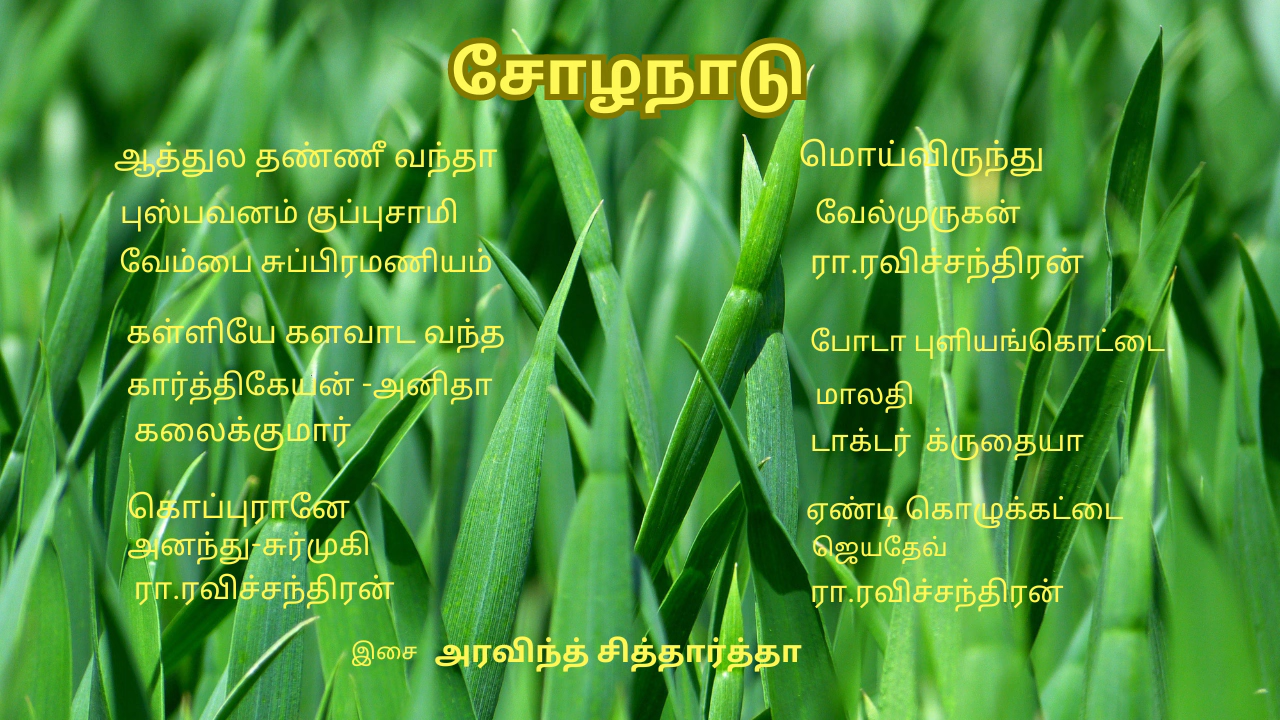 சோழநாடு
ஆத்துல தண்ணீ வந்தா
புஸ்பவனம் குப்புசாமி
வேம்பை சுப்பிரமணியம்
கள்ளியே களவாட வந்த
கார்த்திகேயன் -அனிதா
கலைக்குமார்
கொப்புரானே
அனந்து-சுர்முகி
ரா.ரவிச்சந்திரன்
மொய்விருந்து
வேல்முருகன்
ரா.ரவிச்சந்திரன்
போடா புளியங்கொட்டை
மாலதி
டாக்டர் க்ருதையா
ஏண்டி கொழுக்கட்டை
ஜெயதேவ்
ரா.ரவிச்சந்திரன்
இசை அரவிந்த் சித்தார்த்தா